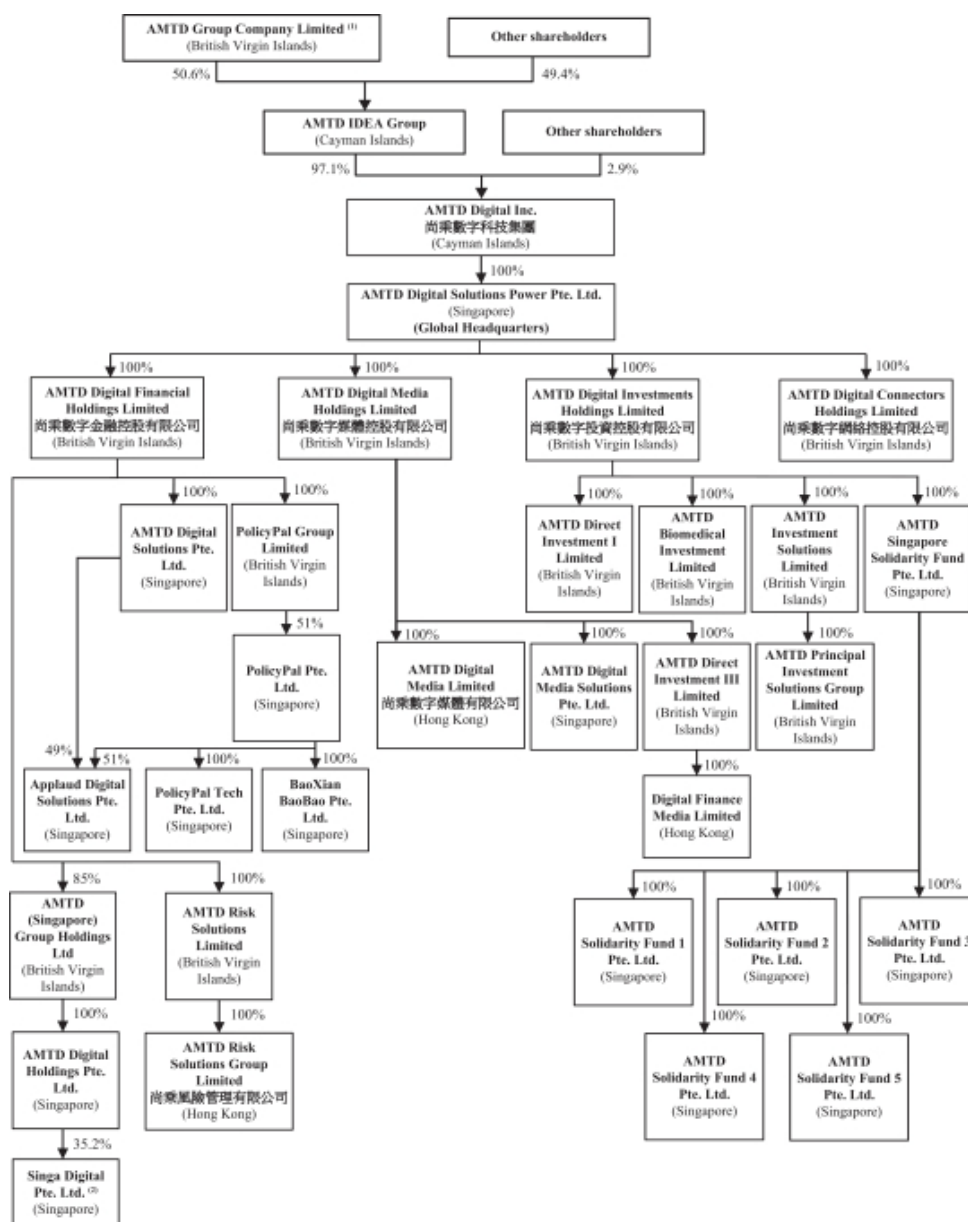 AMTD Group Company Limited (1)
(British Virgin Islands)
Other shareholders
50.6%
49.4%
AMTD IDEA Group
(Cayman Islands)
Other shareholders
97.1%
2.9%
AMTD Digital Inc.
尚乘數字科技集團
(Cayman Islands)
100%
AMTD Digital Solutions Power Pte. Ltd.
(Singapore)
(Global Headquarters)
100%
100%
100%
100%
AMTD Digital Financial
Holdings Limited
尚乘數字金融控股有限公司
(British Virgin Islands)
AMTD Digital Media
Holdings Limited
尚乘數字媒體控股有限公司
(British Virgin Islands)
AMTD Digital Investments
Holdings Limited
尚乘數字投資控股有限公司
(British Virgin Islands)
AMTD Digital Connectors
Holdings Limited
尚乘數字網絡控股有限公司
(British Virgin Islands)
100%
100%
100%
100%
100%
100%
AMTD Digital
Solutions Pte.
Ltd.
(Singapore)
PolicyPal Group
Limited
(British Virgin
Islands)
AMTD Direct
Investment I
Limited
(British Virgin
Islands)
AMTD
Biomedical
Investment
Limited
(British Virgin
Islands)
AMTD
Investment
Solutions
Limited
(British Virgin
Islands)
AMTD
Singapore
Solidarity Fund
Pte. Ltd.
(Singapore)
51%
100%
100%
100%
100%
PolicyPal Pte.
Ltd.
(Singapore)
AMTD Digital
Media Limited
尚乘數字媒體有限公司
(Hong Kong)
AMTD Digital
Media Solutions
Pte. Ltd.
(Singapore)
AMTD Direct
Investment III
Limited
(British Virgin
Islands)
AMTD Principal
Investment
Solutions Group
Limited
(British Virgin
Islands)
49%
51%
100%
100%
100%
Applaud Digital
Solutions Pte.
Ltd.
(Singapore)
PolicyPal Tech
Pte. Ltd.
(Singapore)
BaoXian
BaoBao Pte.
Ltd.
(Singapore)
Digital Finance
Media Limited
(Hong Kong)
85%
100%
100%
100%
100%
AMTD
(Singapore)
Group Holdings
Ltd
(British Virgin
Islands)
AMTD Risk
Solutions
Limited
(British Virgin
Islands)
AMTD
Solidarity Fund 1
Pte. Ltd.
(Singapore)
AMTD
Solidarity Fund 2
Pte. Ltd.
(Singapore)
AMTD
Solidarity Fund 3
Pte. Ltd.
(Singapore)
100%
100%
100%
100%
AMTD Digital
Holdings Pte.
Ltd.
(Singapore)
AMTD Risk
Solutions Group
Limited
尚乘風險管理有限公司
(Hong Kong)
AMTD
Solidarity Fund 4
Pte. Ltd.
(Singapore)
AMTD
Solidarity Fund 5
Pte. Ltd.
(Singapore)
35.2%
Singa Digital
Pte. Ltd. (2)
(Singapore)